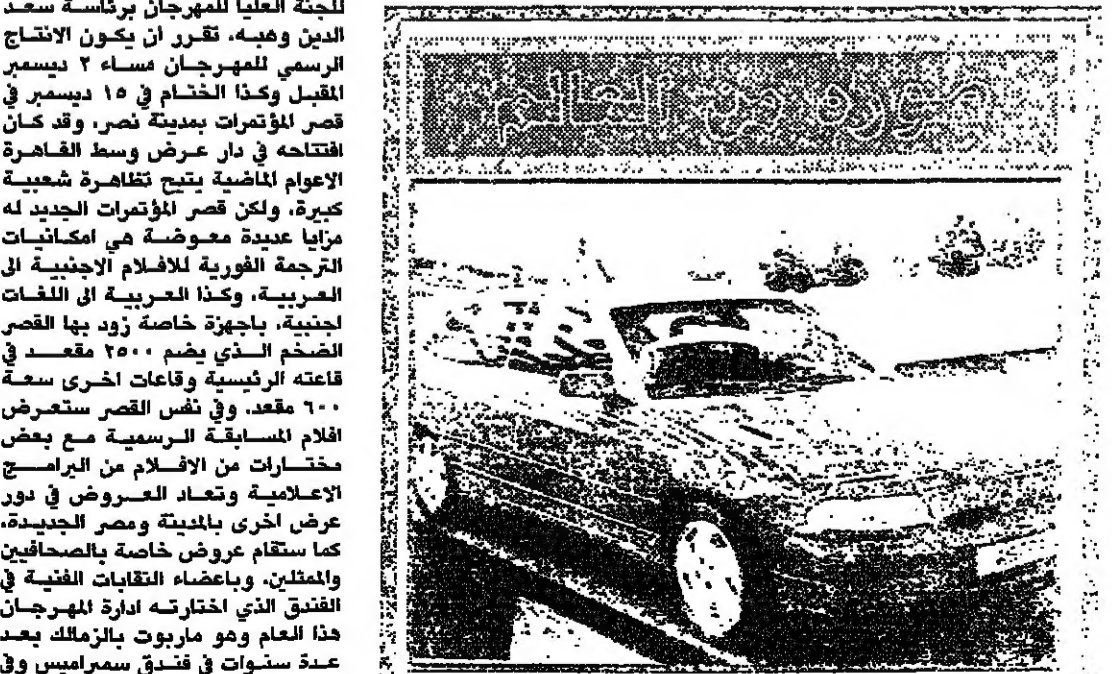 للجنة العليا للمهرجان برئاسة سعد
الدين وهبه، تقرر ان يكون الانتاج
الرسمي للمهرجان مساء ٢ ديسمبر
المقبل وكذا الختام في ١٥ ديسمبر في
قصر المؤتمرات بمدينة نصر، وقد كان
افتتاحه في دار عرض وسط القاهرة
الاعوام الماضية يتيح تظاهرة شعبية
كبيرة، ولكن قصر المؤتمرات الجديد له
مزايا عديدة معوضة هي امكانيات
الترجمة الفورية للافلام الاجنبية الى
العربية، وكذا العربية الى اللغات
اجنبية، باجهزة خاصة زود بها القصر
الضخم الذي يضم ٢٥٠٠ مقعد في
قاعته الرئيسية وقاعات اخرى سعة
٦٠٠ مقعد، وفي نفس القصر ستعرض
افلام المسابقة الرسمية مع بعض
مختارات من الافلام من البرامج
الاعلامية وتعاد العروض في دور
عرض اخرى بالمدينة ومصر الجديدة،
كما ستقام عروض خاصة بالصحافيين
والممثلين، وباعضاء النقابات الفنية في
الفندق الذي اختارته ادارة المهرجان
هذا العام وهو ماريوت بالزمالك بعد
عدة سنوات في فندق سميراميس وفي
صورة من العالم